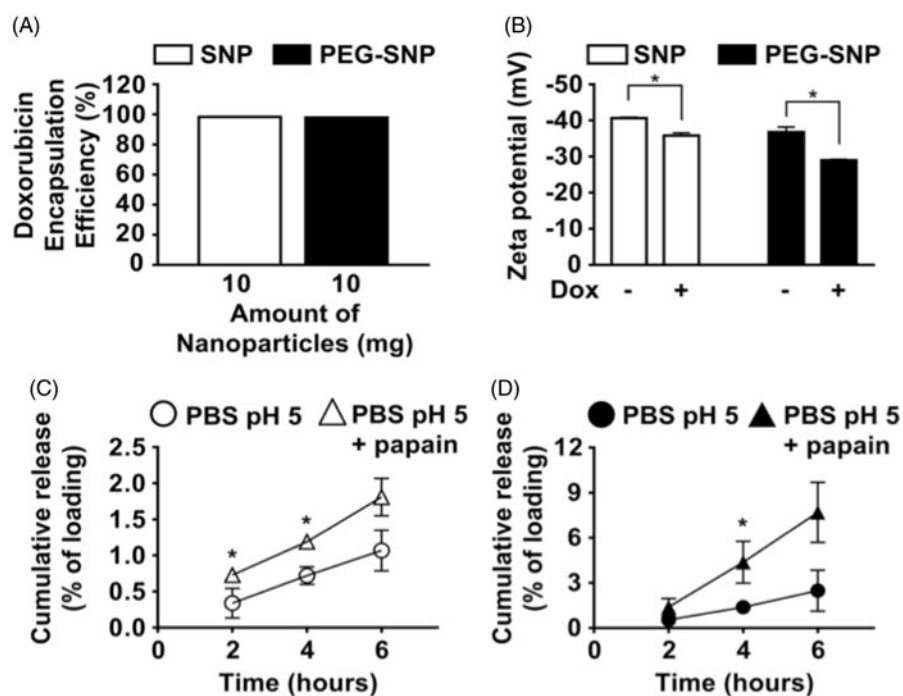 (A)
SNP PEG-SNP
Doxorubicin
Encapsulation
Efficiency (%)
120
100
80
60
40
20
0
10 10
Amount of
Nanoparticles (mg)
(B)
SNP PEG-SNP
Zeta potential (mV)
-50
-40
-30
-20
-10
0
* *
Dox - + - +
(C)
PBS pH 5 PBS pH 5
+ papain
Cumulative release
(% of loading)
2.5
2.0
1.5
1.0
0.5
0.0
* *
0 2 4 6
Time (hours)
(D)
PBS pH 5 PBS pH 5
+ papain
Cumulative release
(% of loading)
12
9
6
3
0
*
0 2 4 6
Time (hours)